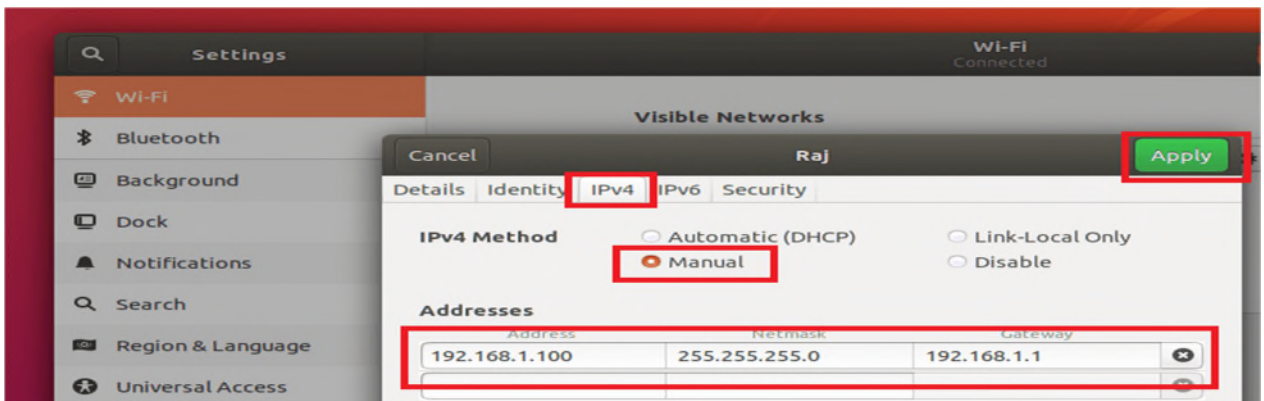 Settings
Wi-Fi
Connected
Wi-Fi
Visible Networks
Bluetooth
Cancel
Raj
Apply
Background
Details Identity IPv4 IPv6 Security
Dock
IPv4 Method
Automatic (DHCP)
Link-Local Only
Manual
Disable
Notifications
Search
Addresses
Address Netmask Gateway
Region & Language
192.168.1.100 255.255.255.0 192.168.1.1
Universal Access